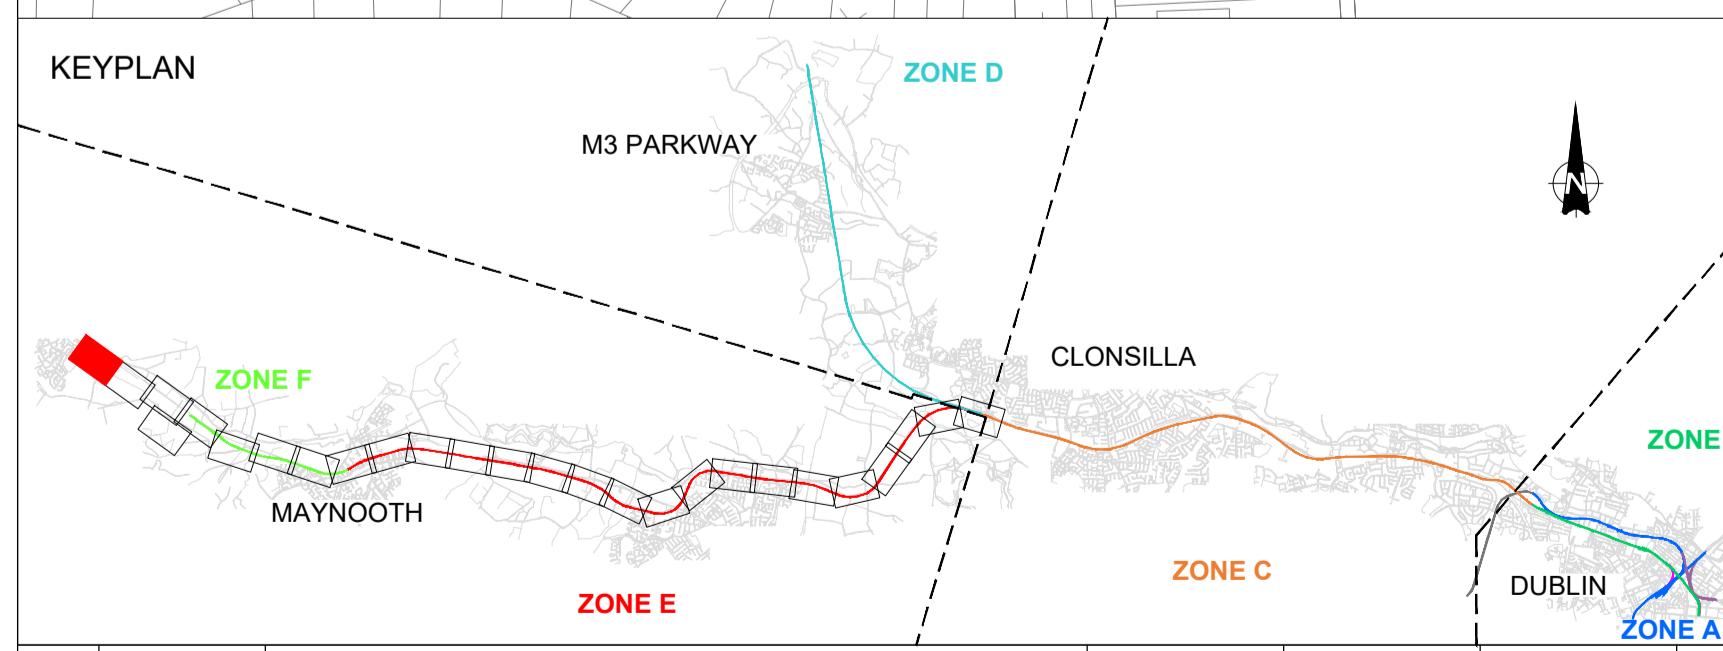 KEYPLAN
ZONE D
M3 PARKWAY
N
CLONSILLA
ZONE F
ZONE
MAYNOOTH
ZONE C
DUBLIN
ZONE E
ZONE A